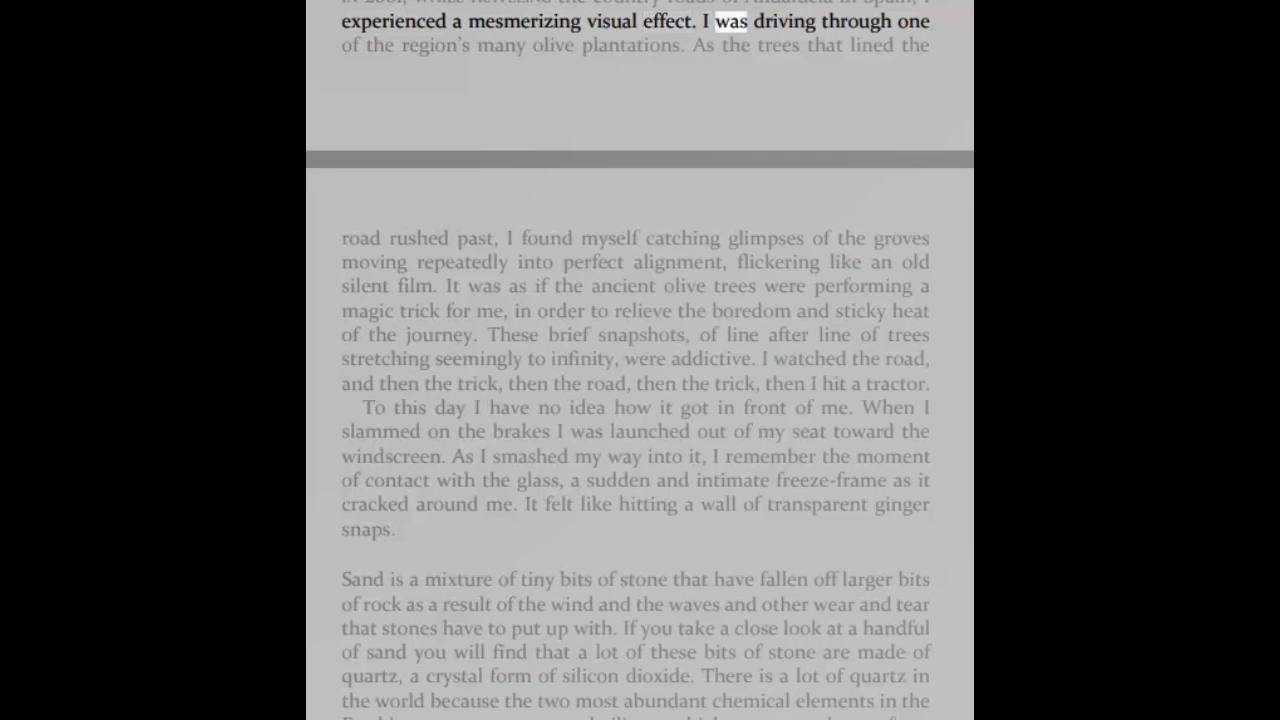 in 2001, while traveling the country roads of Andalucia in Spain, I
experienced a mesmerizing visual effect. I was driving through one
of the region's many olive plantations. As the trees that lined the
road rushed past, I found myself catching glimpses of the groves
moving repeatedly into perfect alignment, flickering like an old
silent film. It was as if the ancient olive trees were performing a
magic trick for me, in order to relieve the boredom and sticky heat
of the journey. These brief snapshots, of line after line of trees
stretching seemingly to infinity, were addictive. I watched the road,
and then the trick, then the road, then the trick, then I hit a tractor.
To this day I have no idea how it got in front of me. When I
slammed on the brakes I was launched out of my seat toward the
windscreen. As I smashed my way into it, I remember the moment
of contact with the glass, a sudden and intimate freeze-frame as it
cracked around me. It felt like hitting a wall of transparent ginger
snaps.
Sand is a mixture of tiny bits of stone that have fallen off larger bits
of rock as a result of the wind and the waves and other wear and tear
that stones have to put up with. If you take a close look at a handful
of sand you will find that a lot of these bits of stone are made of
quartz, a crystal form of silicon dioxide. There is a lot of quartz in
the world because the two most abundant chemical elements in the